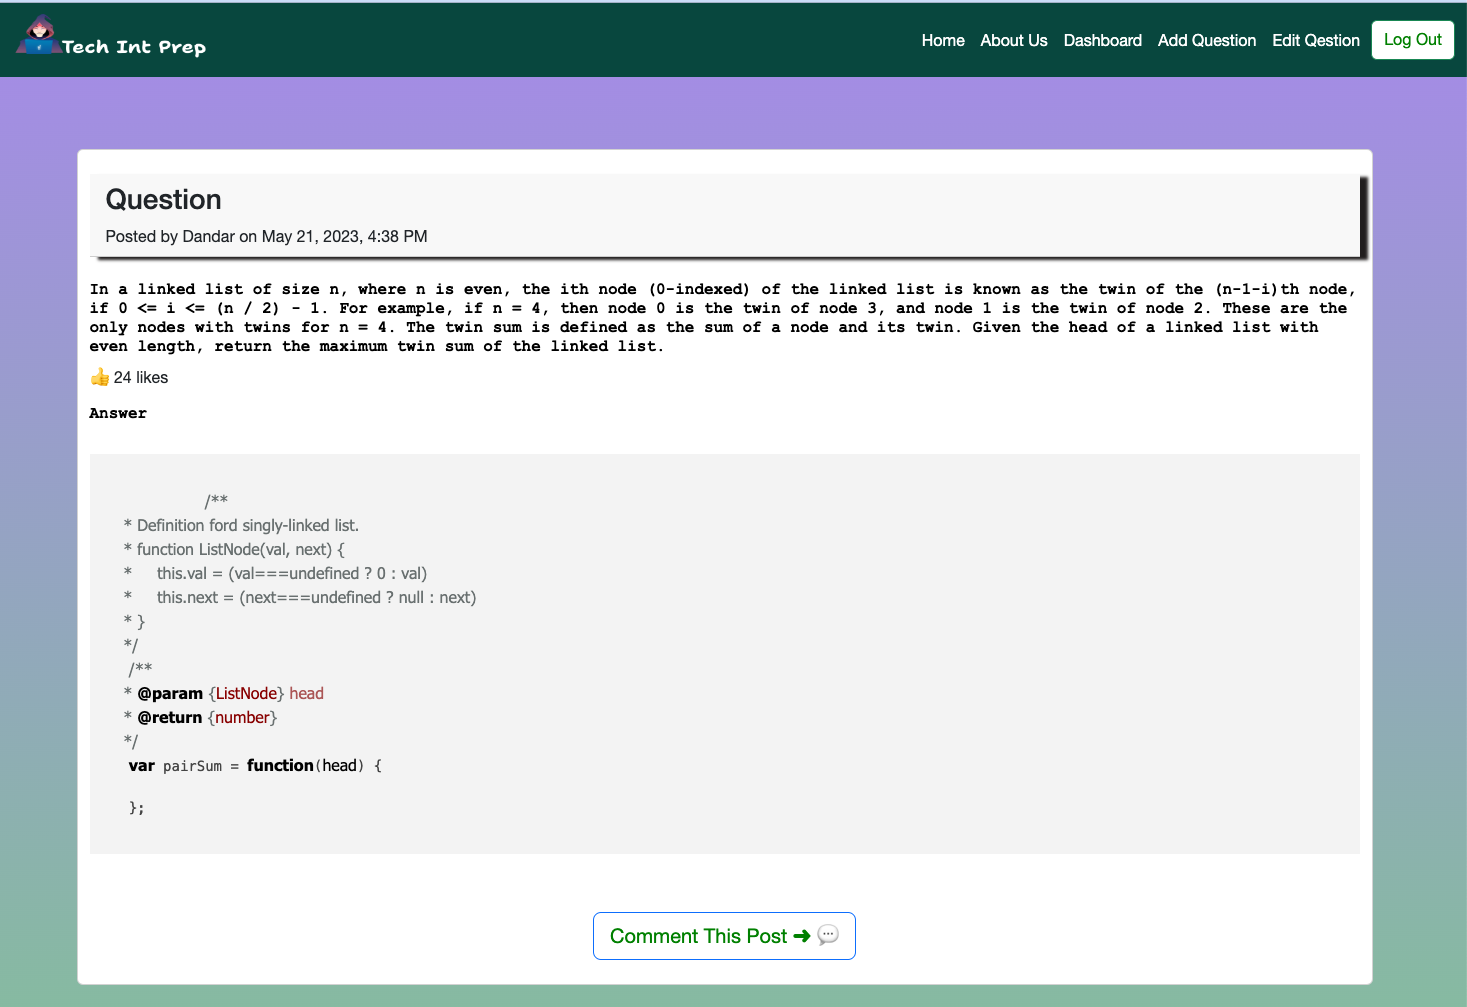 Tech Int Prep
Home About Us Dashboard Add Question Edit Qestion Log Out
Question
Posted by Dandar on May 21, 2023, 4:38 PM
In a linked list of size n, where n is even, the ith node (0-indexed) of the linked list is known as the twin of the (n-1-i)th node,
if 0 <= i <= (n / 2) - 1. For example, if n = 4, then node 0 is the twin of node 3, and node 1 is the twin of node 2. These are the
only nodes with twins for n = 4. The twin sum is defined as the sum of a node and its twin. Given the head of a linked list with
even length, return the maximum twin sum of the linked list.
👍 24 likes
Answer
/**
* Definition ford singly-linked list.
* function ListNode(val, next) {
*     this.val = (val===undefined ? 0 : val)
*     this.next = (next===undefined ? null : next)
* }
*/
/**
* @param {ListNode} head
* @return {number}
*/
var pairSum = function(head) {
};
Comment This Post ➜ 💬